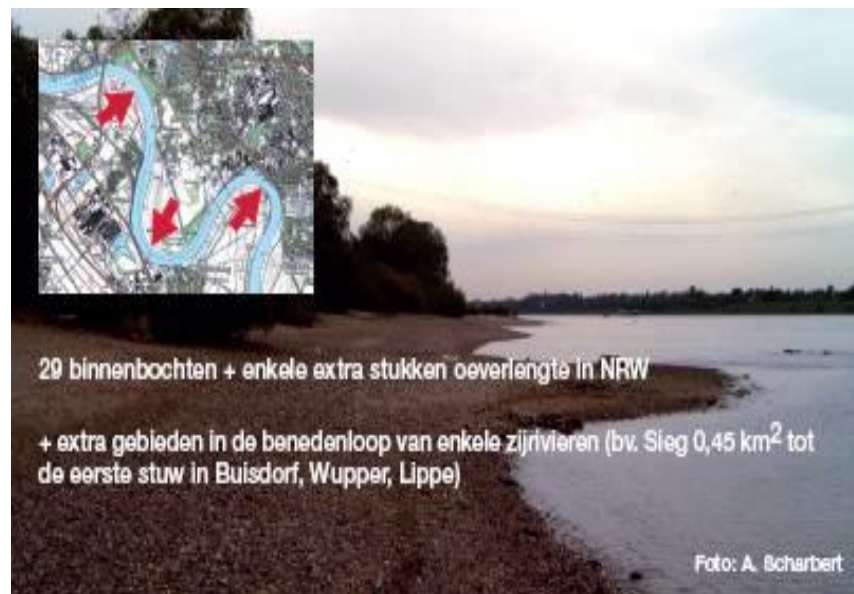 29 binnenbochten + enkele extra stukken oeverlengte in NRW
+ extra gebieden in de benedenloop van enkele zijrivieren (bv. Sieg 0,45 km² tot
de eerste stuw in Buisdorf, Wupper, Lippe)
Foto: A. Scharbert